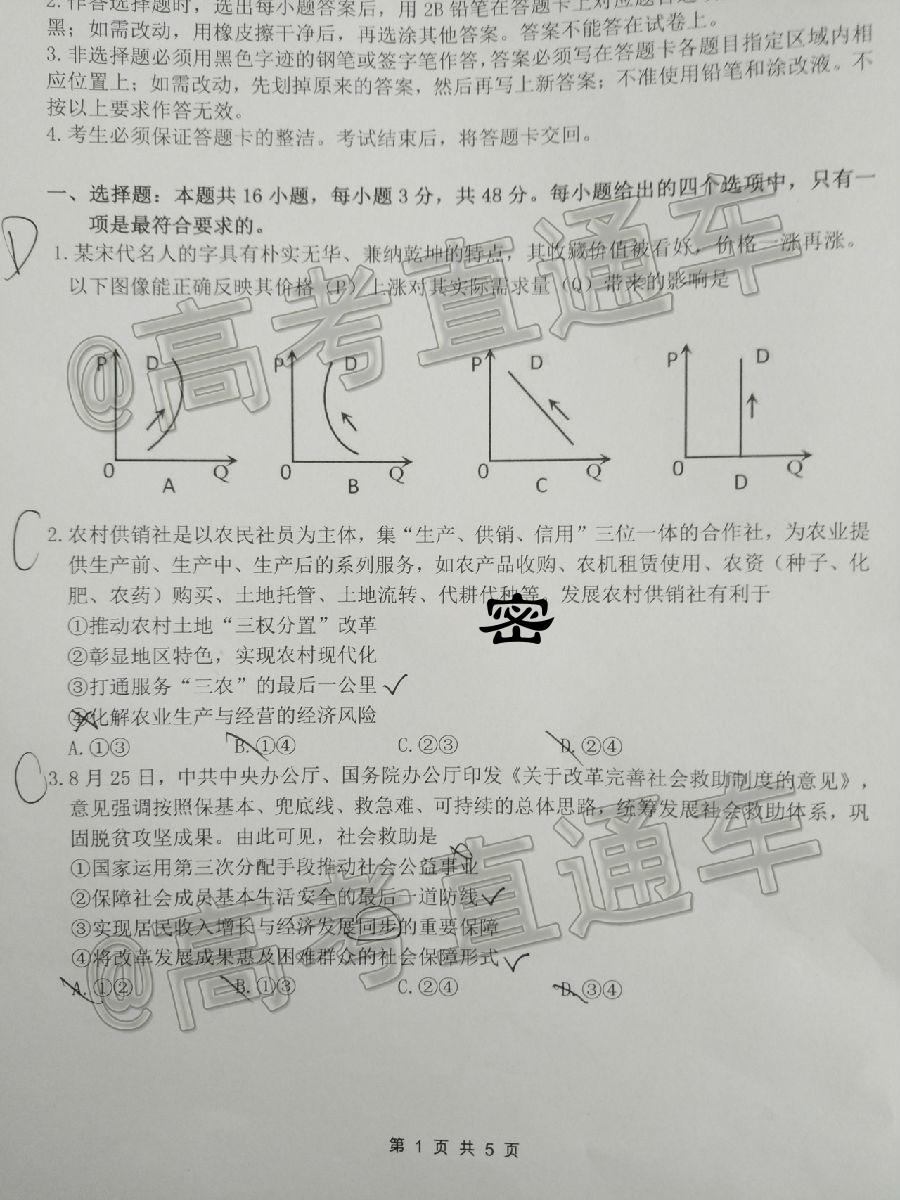 2.作答选择题时，选出每小题答案后，用2B铅笔在答题卡上对应题目选项
黑；如需改动，用橡皮擦干净后，再选涂其他答案。答案不能答在试卷上。
3.非选择题必须用黑色字迹的钢笔或签字笔作答，答案必须写在答题卡各题目指定区域内相
应位置上；如需改动，先划掉原来的答案，然后再写上新答案；不准使用铅笔和涂改液。不
按以上要求作答无效。
4.考生必须保证答题卡的整洁。考试结束后，将答题卡交回。
一、选择题：本题共16小题，每小题3分，共48分。每小题给出的四个选项中，只有一
项是最符合要求的。
D
1.某宋代名人的字具有朴实无华、兼纳乾坤的特点，其收藏价值被看好，价格一涨再涨。
以下图像能正确反映其价格（P）上涨对其实际需求量（Q）带来的影响是
@高考直通车
P D P D P D P D
0 Q 0 Q 0 Q 0 Q
A B C D
C
2.农村供销社是以农民社员为主体，集“生产、供销、信用”三位一体的合作社，为农业提
供生产前、生产中、生产后的系列服务，如农产品收购、农机租赁使用、农资（种子、化
肥、农药）购买、土地托管、土地流转、代耕代种等。发展农村供销社有利于
密
①推动农村土地“三权分置”改革
②彰显地区特色，实现农村现代化
③打通服务“三农”的最后一公里✓
④化解农业生产与经营的经济风险
A.①③ B.①④ C.②③ D.②④
C
3.8月25日，中共中央办公厅、国务院办公厅印发《关于改革完善社会救助制度的意见》，
意见强调按照保基本、兜底线、救急难、可持续的总体思路，统筹发展社会救助体系，巩
固脱贫攻坚成果。由此可见，社会救助是
①国家运用第三次分配手段推动社会公益事业
②保障社会成员基本生活安全的最后一道防线✓
③实现居民收入增长与经济发展同步的重要保障
④将改革发展成果惠及困难群众的社会保障形式✓
A.①② B.①③ C.②④ D.③④
@高考直通车
第 1 页 共 5 页